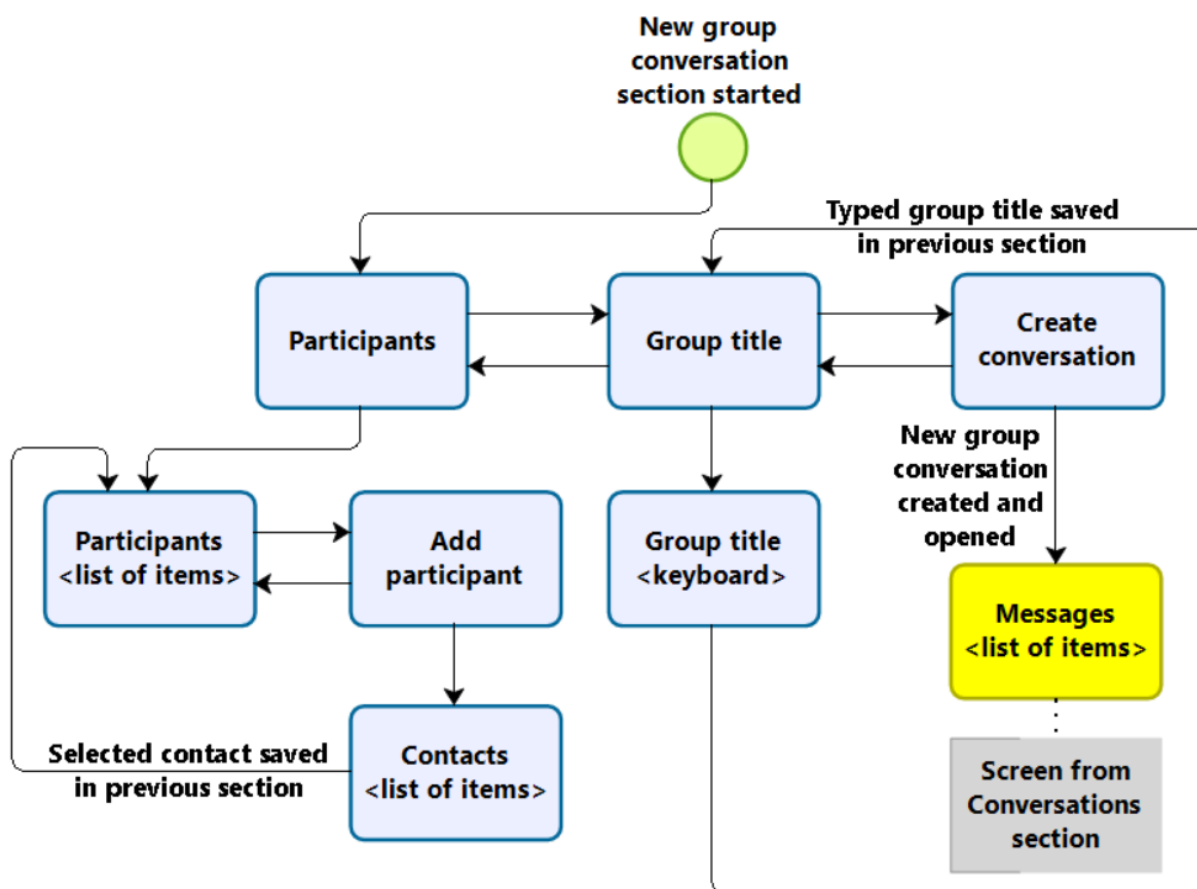 New group
conversation
section started
Typed group title saved
in previous section
Participants
Group title
Create
conversation
New group
conversation
created and
opened
Participants
<list of items>
Add
participant
Group title
<keyboard>
Messages
<list of items>
Selected contact saved
in previous section
Contacts
<list of items>
Screen from
Conversations
section